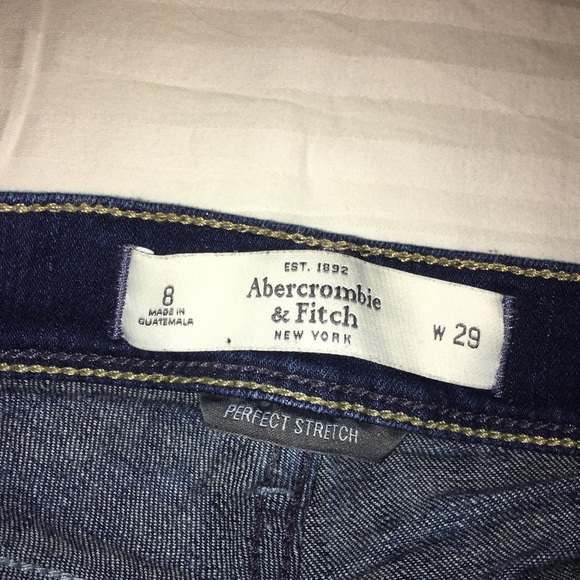 8
MADE IN
GUATEMALA
EST. 1892
Abercrombie
& Fitch
NEW YORK
W 29
PERFECT STRETCH